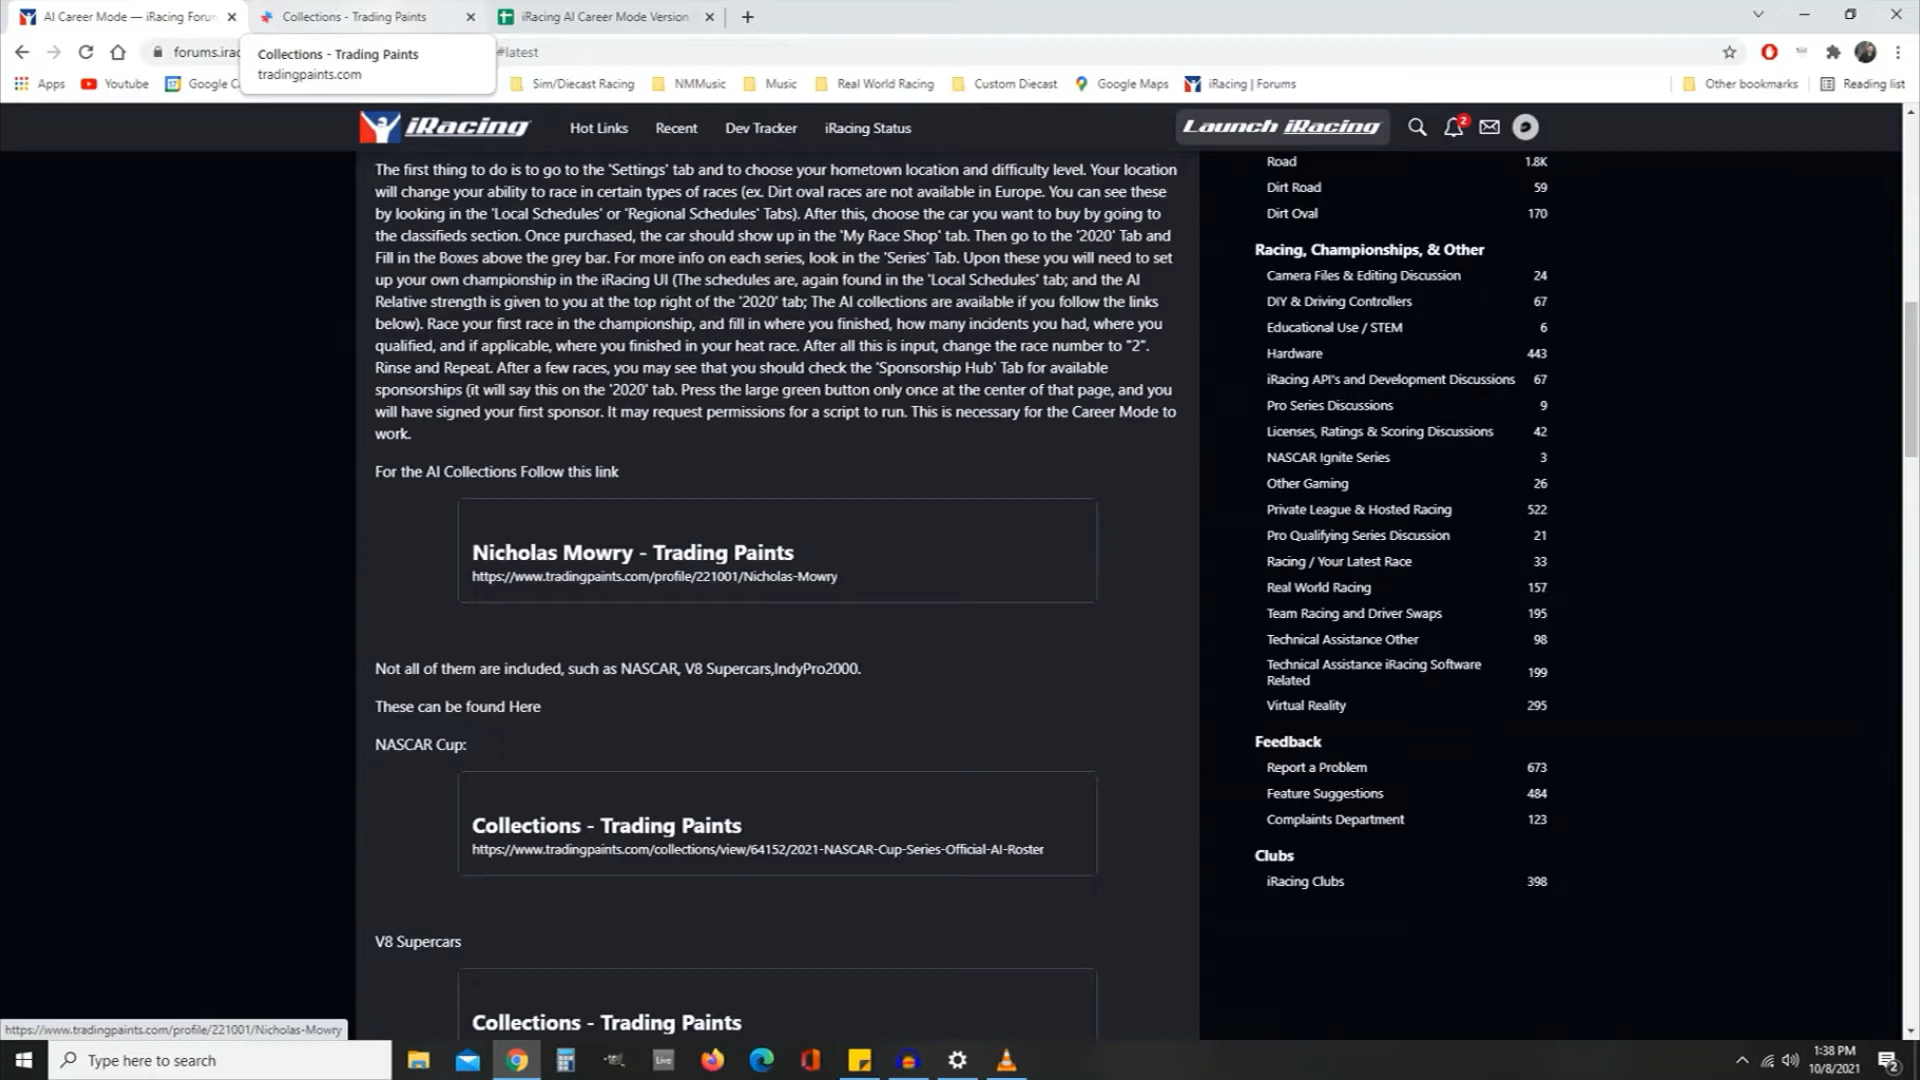 AI Career Mode — iRacing Forum
Collections - Trading Paints
iRacing AI Career Mode Version
forums.irac
#latest
Collections - Trading Paints
tradingpaints.com
Apps
Youtube
Google C
Sim/Diecast Racing
NMMusic
Music
Real World Racing
Custom Diecast
Google Maps
iRacing | Forums
Other bookmarks
Reading list
iRacing
Hot Links
Recent
Dev Tracker
iRacing Status
Launch iRacing
2
The first thing to do is to go to the 'Settings' tab and to choose your hometown location and difficulty level. Your location
will change your ability to race in certain types of races (ex. Dirt oval races are not available in Europe. You can see these
by looking in the 'Local Schedules' or 'Regional Schedules' Tabs). After this, choose the car you want to buy by going to
the classifieds section. Once purchased, the car should show up in the 'My Race Shop' tab. Then go to the '2020' Tab and
Fill in the Boxes above the grey bar. For more info on each series, look in the 'Series' Tab. Upon these you will need to set
up your own championship in the iRacing UI (The schedules are, again found in the 'Local Schedules' tab; and the AI
Relative strength is given to you at the top right of the '2020' tab; The AI collections are available if you follow the links
below). Race your first race in the championship, and fill in where you finished, how many incidents you had, where you
qualified, and if applicable, where you finished in your heat race. After all this is input, change the race number to "2".
Rinse and Repeat. After a few races, you may see that you should check the 'Sponsorship Hub' Tab for available
sponsorships (it will say this on the '2020' tab. Press the large green button only once at the center of that page, and you
will have signed your first sponsor. It may request permissions for a script to run. This is necessary for the Career Mode to
work.
For the AI Collections Follow this link
Nicholas Mowry - Trading Paints
https://www.tradingpaints.com/profile/221001/Nicholas-Mowry
Not all of them are included, such as NASCAR, V8 Supercars,IndyPro2000.
These can be found Here
NASCAR Cup:
Collections - Trading Paints
https://www.tradingpaints.com/collections/view/64152/2021-NASCAR-Cup-Series-Official-AI-Roster
V8 Supercars
Collections - Trading Paints
Road 1.8K
Dirt Road 59
Dirt Oval 170
Racing, Championships, & Other
Camera Files & Editing Discussion 24
DIY & Driving Controllers 67
Educational Use / STEM 6
Hardware 443
iRacing API's and Development Discussions 67
Pro Series Discussions 9
Licenses, Ratings & Scoring Discussions 42
NASCAR Ignite Series 3
Other Gaming 26
Private League & Hosted Racing 522
Pro Qualifying Series Discussion 21
Racing / Your Latest Race 33
Real World Racing 157
Team Racing and Driver Swaps 195
Technical Assistance Other 98
Technical Assistance iRacing Software
Related 199
Virtual Reality 295
Feedback
Report a Problem 673
Feature Suggestions 484
Complaints Department 123
Clubs
iRacing Clubs 398
https://www.tradingpaints.com/profile/221001/Nicholas-Mowry
Type here to search
Live
1:38 PM
10/8/2021
2